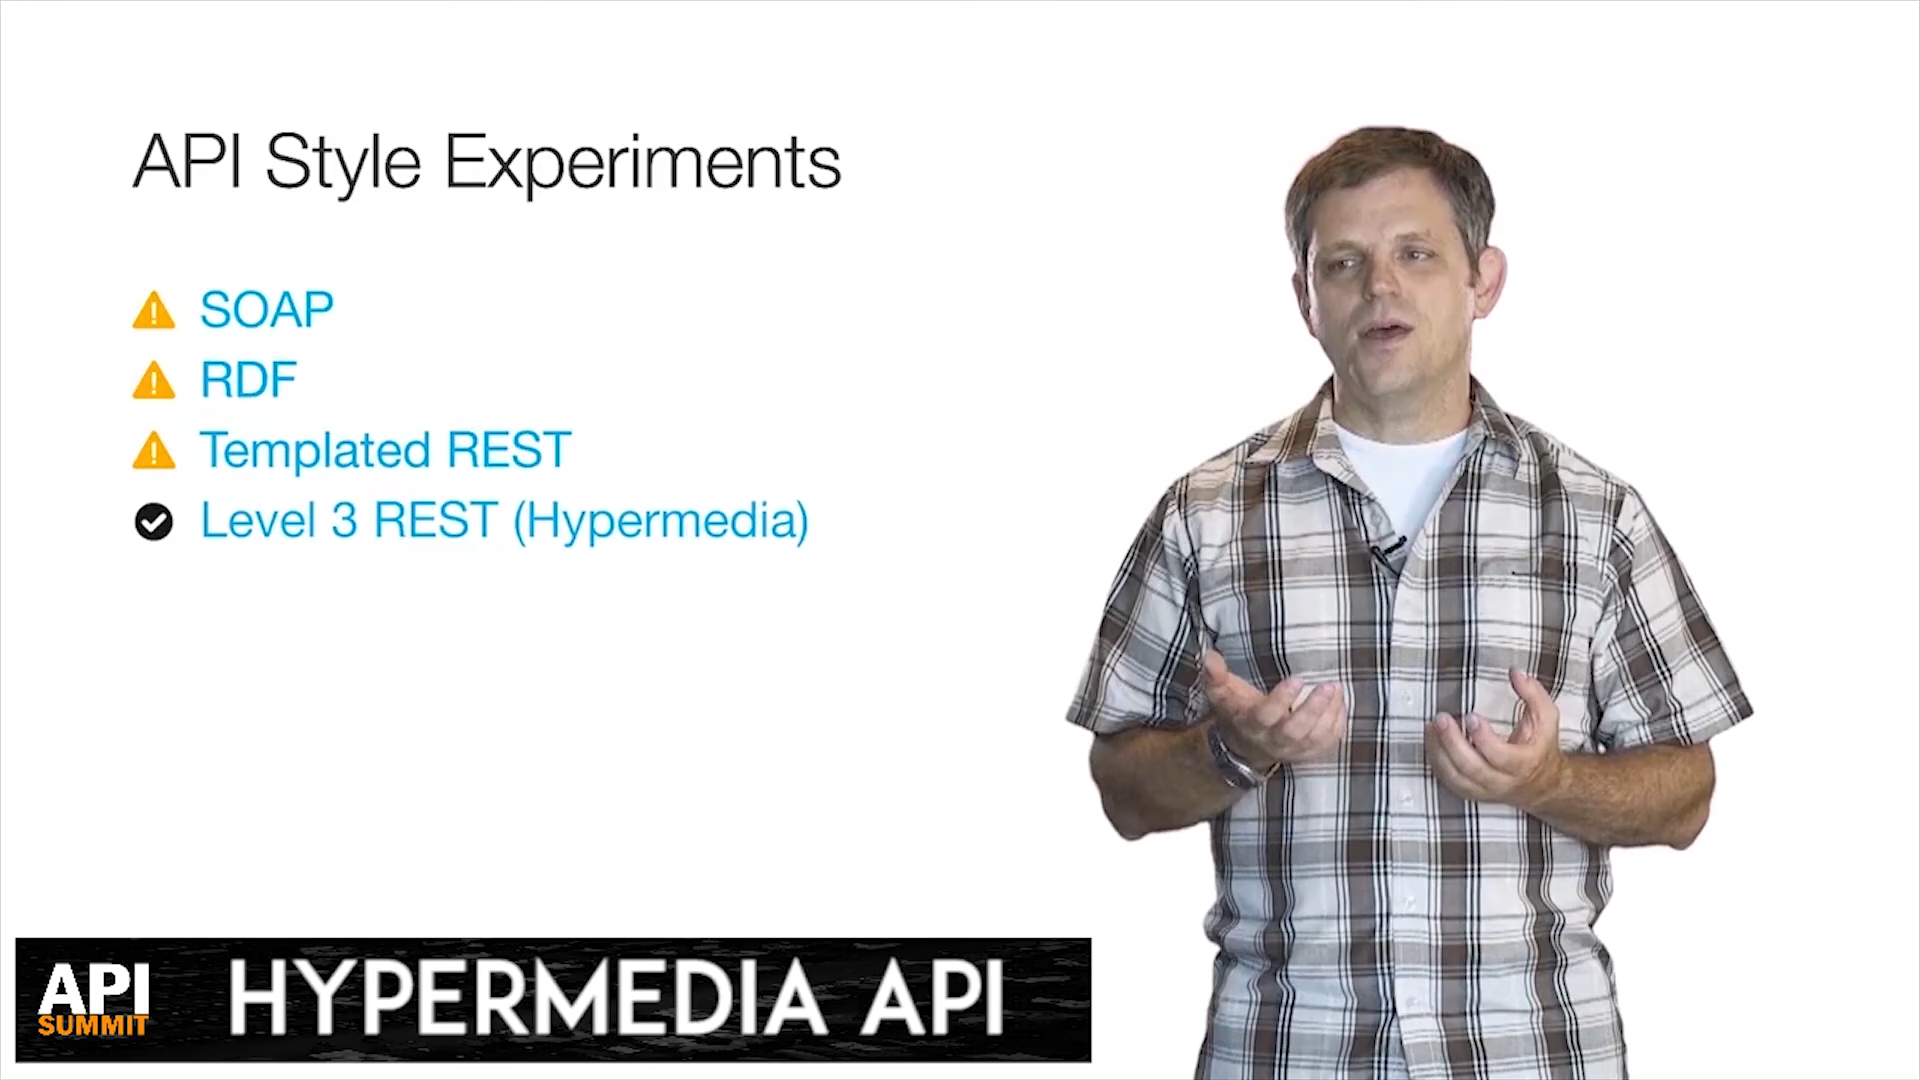 API Style Experiments
SOAP
RDF
Templated REST
Level 3 REST (Hypermedia)
API
SUMMIT
HYPERMEDIA API